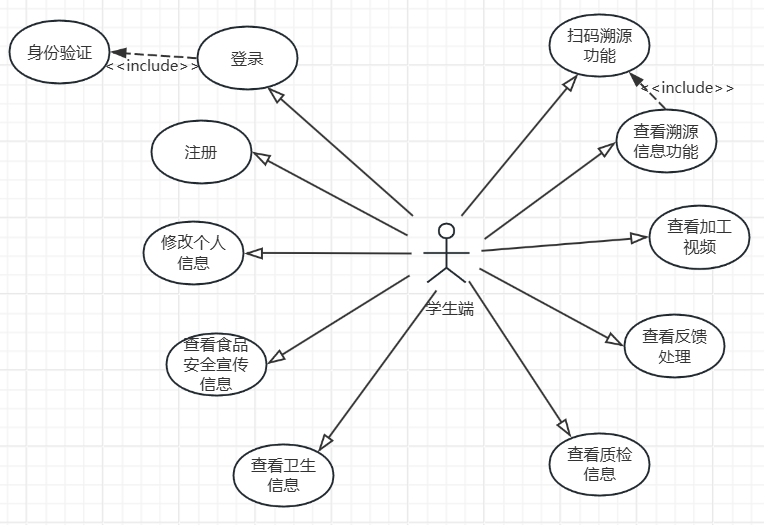 身份验证
<<include>>
登录
扫码溯源
功能
<<include>>
查看溯源
信息功能
注册
修改个人
信息
查看加工
视频
学生端
查看食品
安全宣传
信息
查看反馈
处理
查看卫生
信息
查看质检
信息